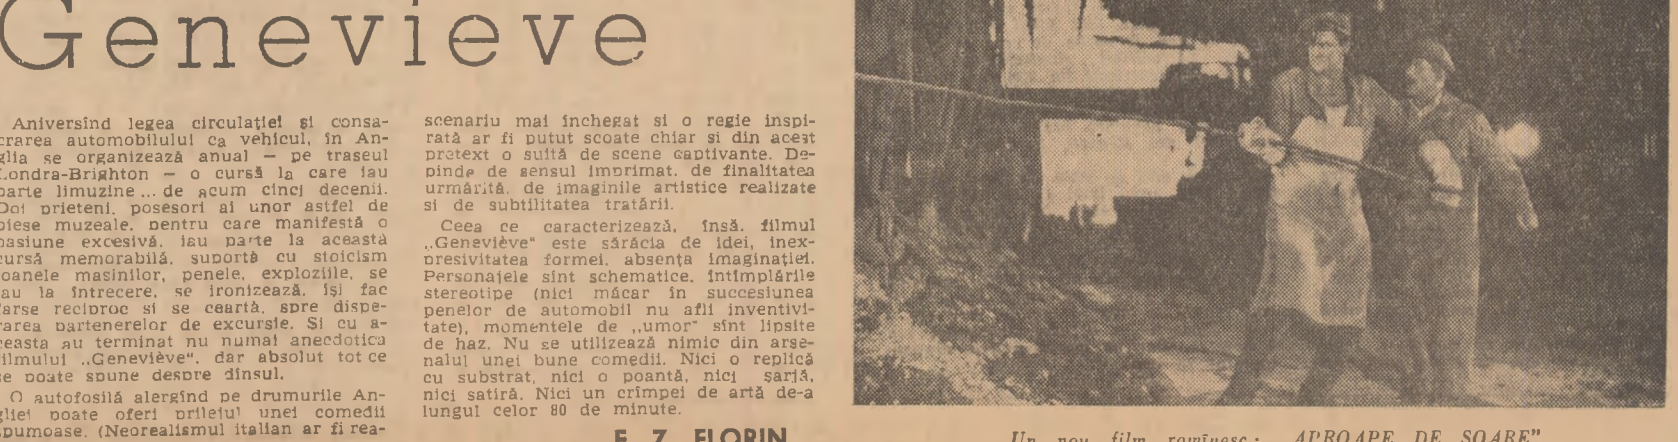 Geneviève
Aniversînd legea circulației și consa-
crarea automobilului ca vehicul, în An-
glia se organizează anual — pe traseul
Londra-Brighton — o cursă la care iau
parte limuzine... de acum cinci decenii.
Doi prieteni, posesori ai unor astfel de
piese muzeale, pentru care manifestă o
pasiune excesivă, iau parte la această
cursă memorabilă, suportă cu stoicism
toanele mașinilor, penele, exploziile, se
iau la întrecere, se ironizează, își fac
farse reciproc și se ceartă, spre dispe-
rarea partenerelor de excursie. Și cu a-
ceasta au terminat nu numai anecdotica
filmului „Geneviève“, dar absolut tot ce
se poate spune despre dînsul.
O autofosilă alergînd pe drumurile An-
gliei poate oferi prilejul unei comedii
spumoase. (Neorealismul italian ar fi rea-
scenariu mai închegat și o regie inspi-
rată ar fi putut scoate chiar și din acest
pretext o suită de scene captivante. De-
pinde de sensul imprimat, de finalitatea
urmărită, de imaginile artistice realizate
și de subtilitatea tratării.
Ceea ce caracterizează, însă, filmul
„Geneviève“ este sărăcia de idei, inex-
presivitatea formei, absența imaginației.
Personajele sînt schematice, întîmplările
stereotipe (nici măcar în succesiunea
penelor de automobil nu afli inventivi-
tate), momentele de „umor“ sînt lipsite
de haz. Nu se utilizează nimic din arse-
nalul unei bune comedii. Nici o replică
cu substrat, nici o poantă, nici șarjă,
nici satiră. Nici un crîmpei de artă de-a
lungul celor 80 de minute.
F. Z. FLORIN
Un nou film romînesc: „APROAPE DE SOARE”